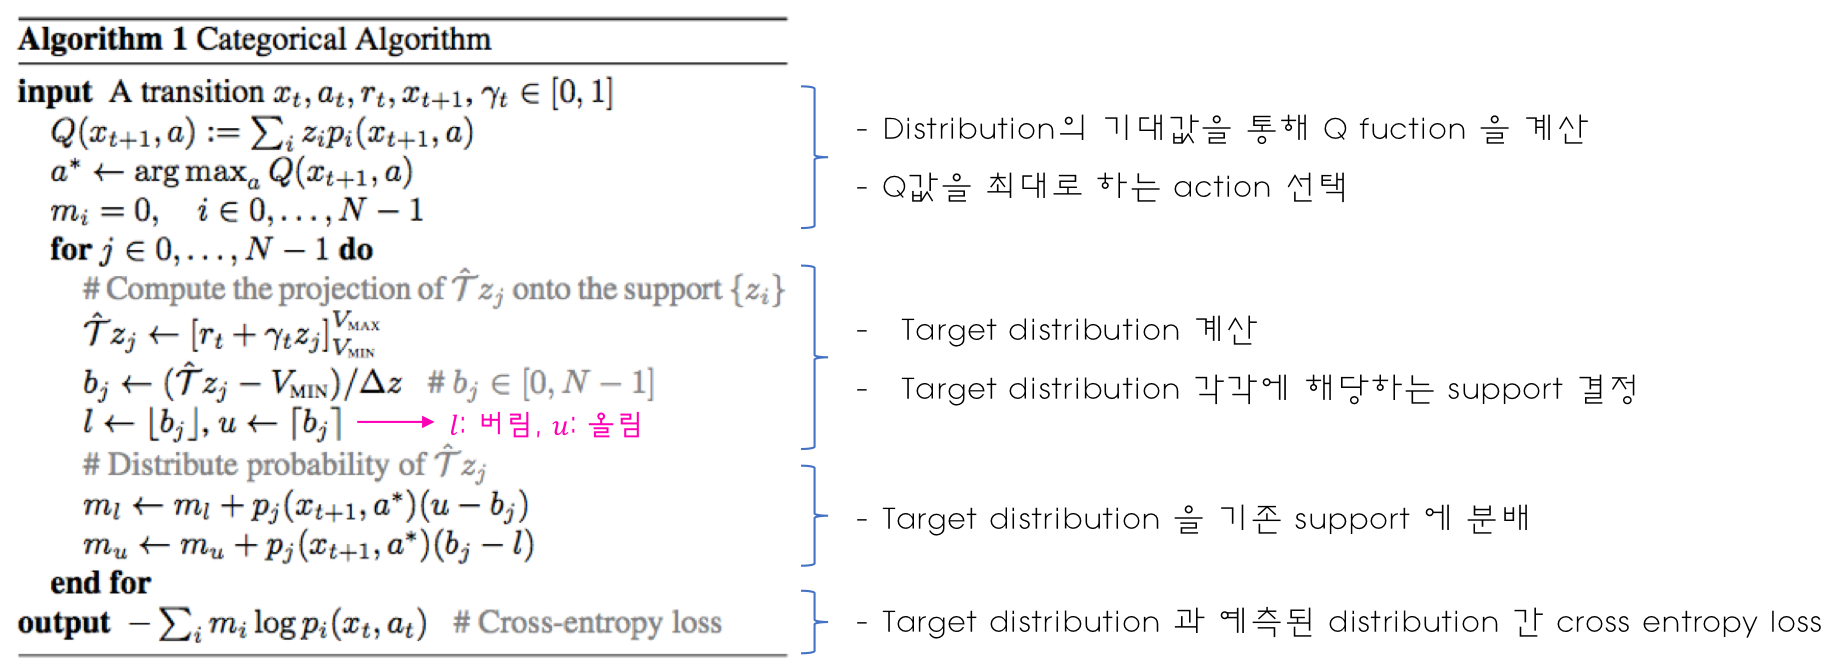 Algorithm 1 Categorical Algorithm
input A transition x_t, a_t, r_t, x_{t+1}, γ_t ∈ [0, 1]
Q(x_{t+1}, a) := ∑_i z_i p_i(x_{t+1}, a)
a* ← arg max_a Q(x_{t+1}, a)
m_i = 0, i ∈ 0, . . . , N − 1
- Distribution의 기대값을 통해 Q fuction 을 계산
- Q값을 최대로 하는 action 선택
for j ∈ 0, . . . , N − 1 do
# Compute the projection of 𝒯̂z_j onto the support {z_i}
𝒯̂z_j ← [r_t + γ_t z_j]_{V_MIN}^{V_MAX}
b_j ← (𝒯̂z_j − V_MIN)/Δz # b_j ∈ [0, N − 1]
l ← ⌊b_j⌋, u ← ⌈b_j⌉
l: 버림, u: 올림
- Target distribution 계산
- Target distribution 각각에 해당하는 support 결정
# Distribute probability of 𝒯̂z_j
m_l ← m_l + p_j(x_{t+1}, a*)(u − b_j)
m_u ← m_u + p_j(x_{t+1}, a*)(b_j − l)
- Target distribution 을 기존 support 에 분배
end for
output − ∑_i m_i log p_i(x_t, a_t) # Cross-entropy loss
- Target distribution 과 예측된 distribution 간 cross entropy loss